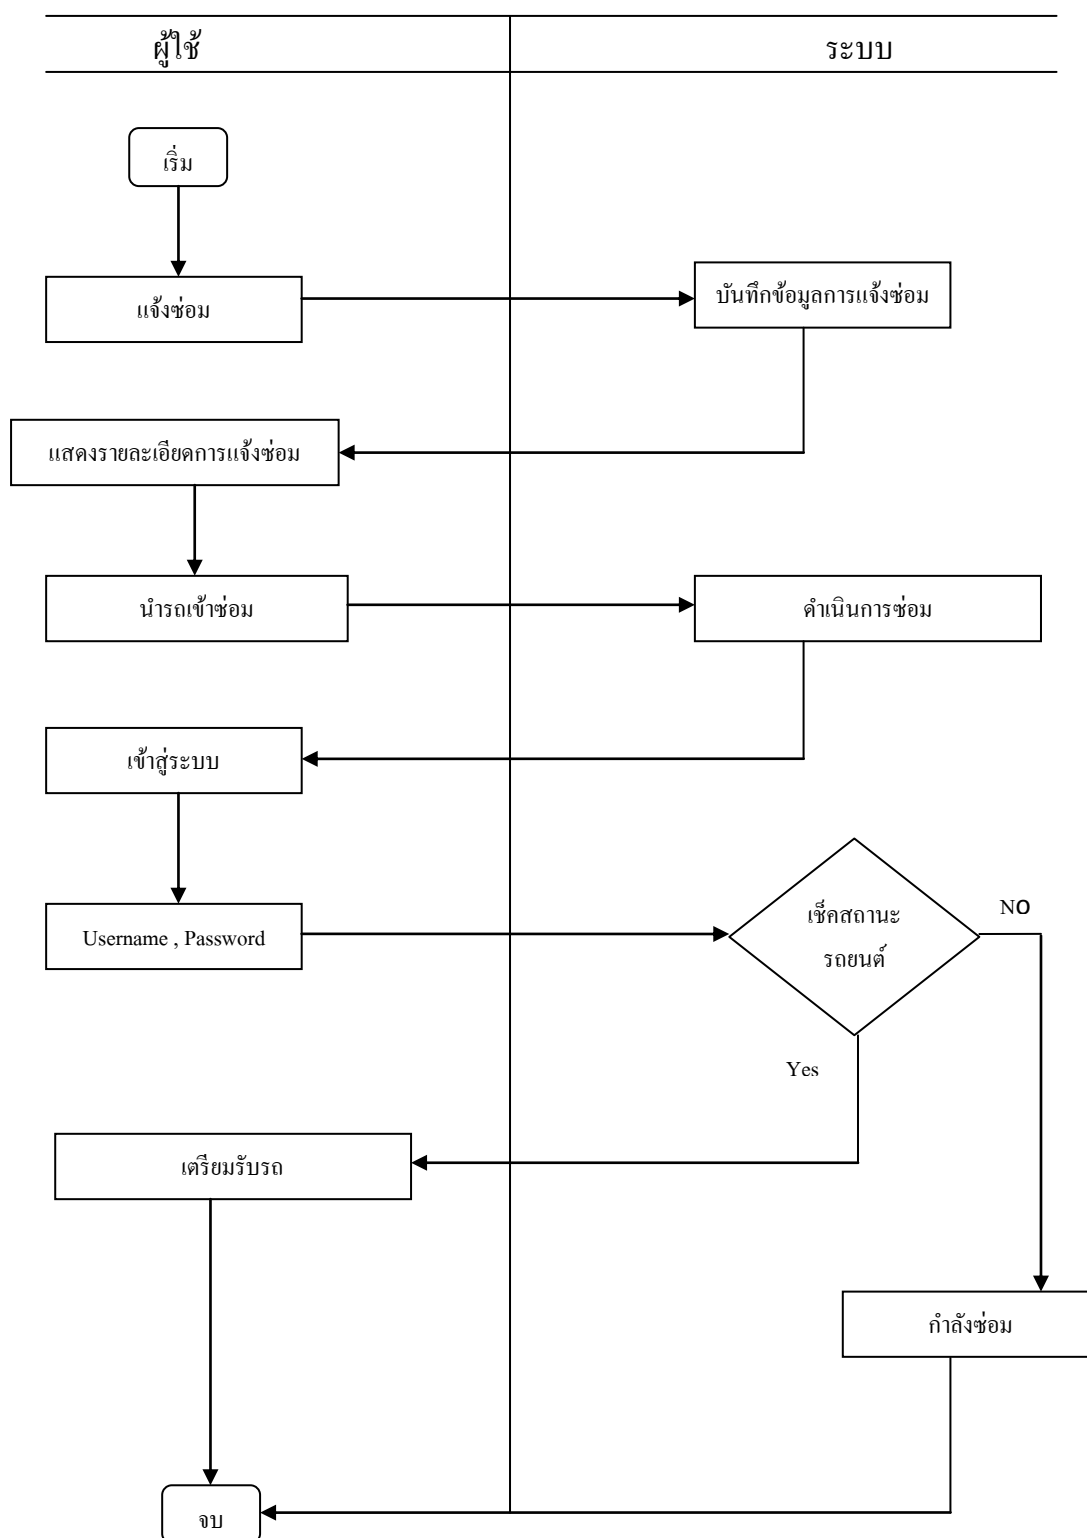 ผู้ใช้
ระบบ
เริ่ม
แจ้งซ่อม
บันทึกข้อมูลการแจ้งซ่อม
แสดงรายละเอียดการแจ้งซ่อม
นำรถเข้าซ่อม
ดำเนินการซ่อม
เข้าสู่ระบบ
Username , Password
เช็คสถานะ
รถยนต์
NO
Yes
เตรียมรับรถ
กำลังซ่อม
จบ